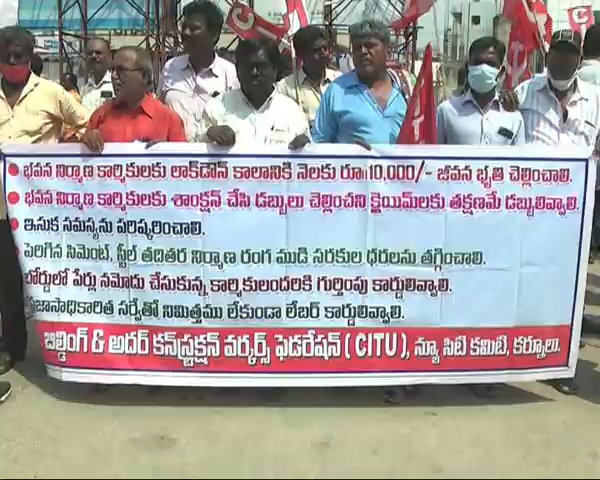 భవన నిర్మాణ కార్మికులకు లాక్‌డౌన్ కాలానికి నెలకు రూ॥10,000/- జీవన భృతి చెల్లించాలి.
భవన నిర్మాణ కార్మికులకు శాంక్షన్ చేసి డబ్బులు చెల్లించని క్లెయిమ్‌లకు తక్షణమే డబ్బులివ్వాలి.
ఇసుక సమస్యను పరిష్కరించాలి.
పెరిగిన సిమెంట్, స్టీల్ తదితర నిర్మాణ రంగ ముడి సరకుల ధరలను తగ్గించాలి.
బోర్డులో పేర్లు నమోదు చేసుకున్న కార్మికులందరికి గుర్తింపు కార్డులివ్వాలి.
ప్రజాసాధికారిత సర్వేతో నిమిత్తము లేకుండా లేబర్ కార్డులివ్వాలి.
బిల్డింగ్ & అదర్ కన్‌స్ట్రక్షన్ వర్కర్స్ ఫెడరేషన్ ( CITU ), న్యూ సిటి కమిటి, కర్నూలు.